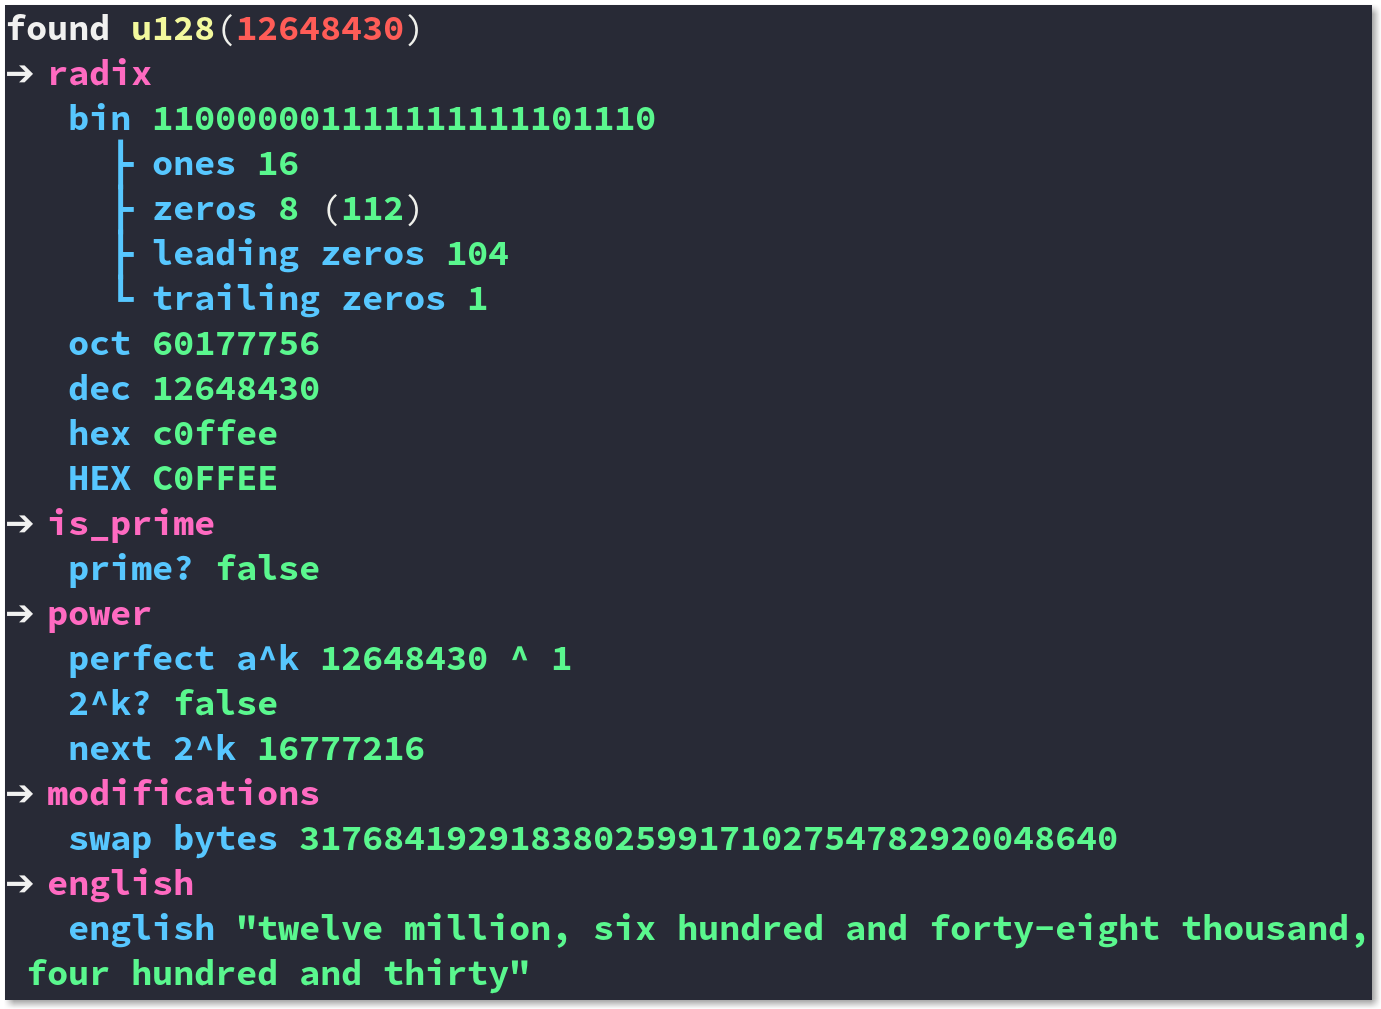 found u128(12648430)
➔ radix
bin 110000001111111111101110
├ ones 16
├ zeros 8 (112)
├ leading zeros 104
└ trailing zeros 1
oct 60177756
dec 12648430
hex c0ffee
HEX C0FFEE
➔ is_prime
prime? false
➔ power
perfect a^k 12648430 ^ 1
2^k? false
next 2^k 16777216
➔ modifications
swap bytes 317684192918380259917102754782920048640
➔ english
english "twelve million, six hundred and forty-eight thousand,
four hundred and thirty"